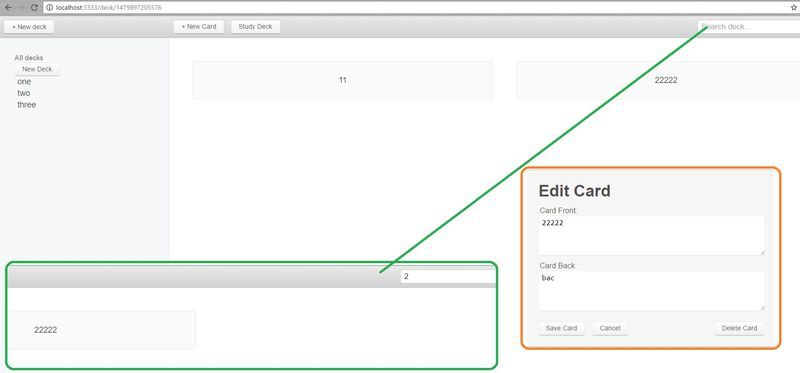 localhost:3333/deck/1479897205576
+ New deck
+ New Card
Study Deck
Search deck...
All decks
New Deck
one
two
three
11
22222
Edit Card
Card Front:
22222
Card Back:
bac
Save Card
Cancel
Delete Card
2
22222